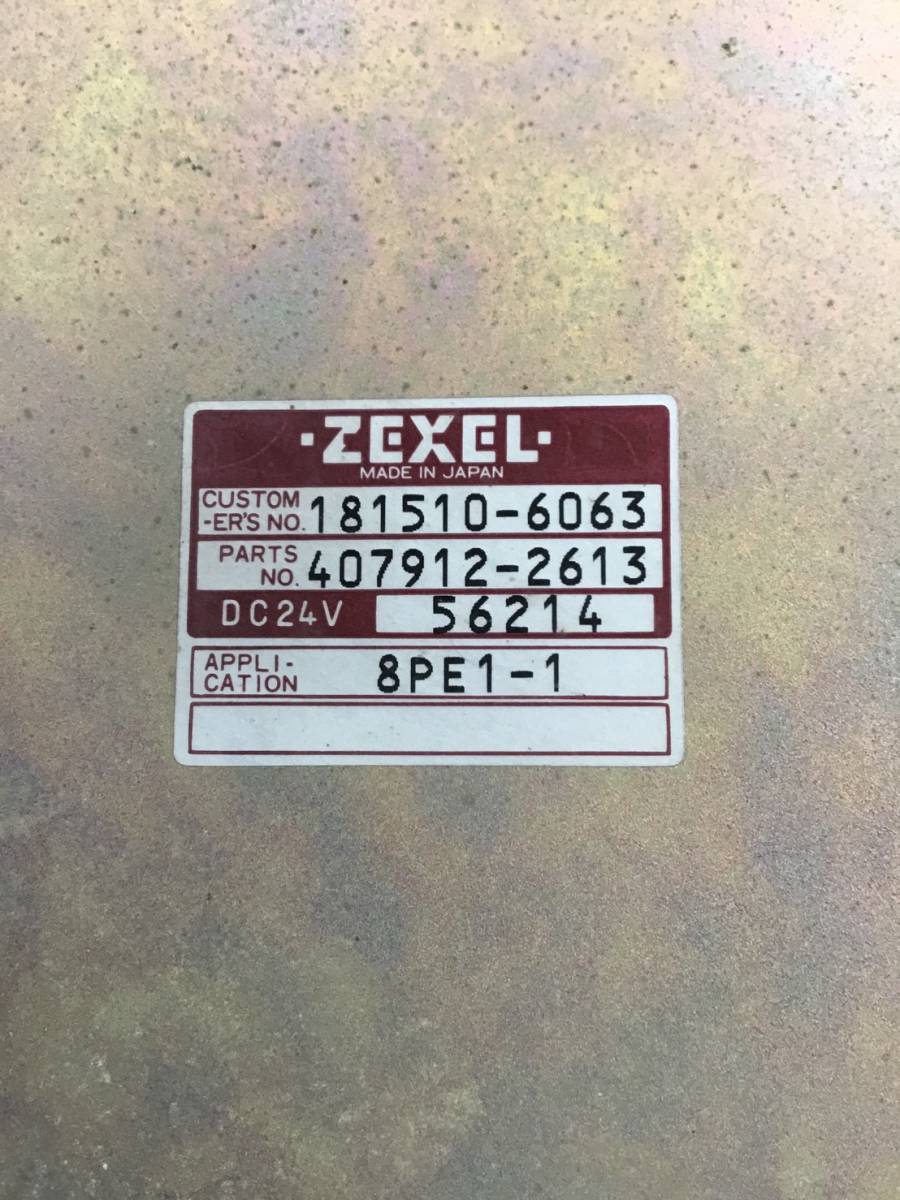 ·ZEXEL·
MADE IN JAPAN
CUSTOM
-ER'S NO. 181510-6063
PARTS
NO. 407912-2613
DC24V 56214
APPLI-
CATION 8PE1-1